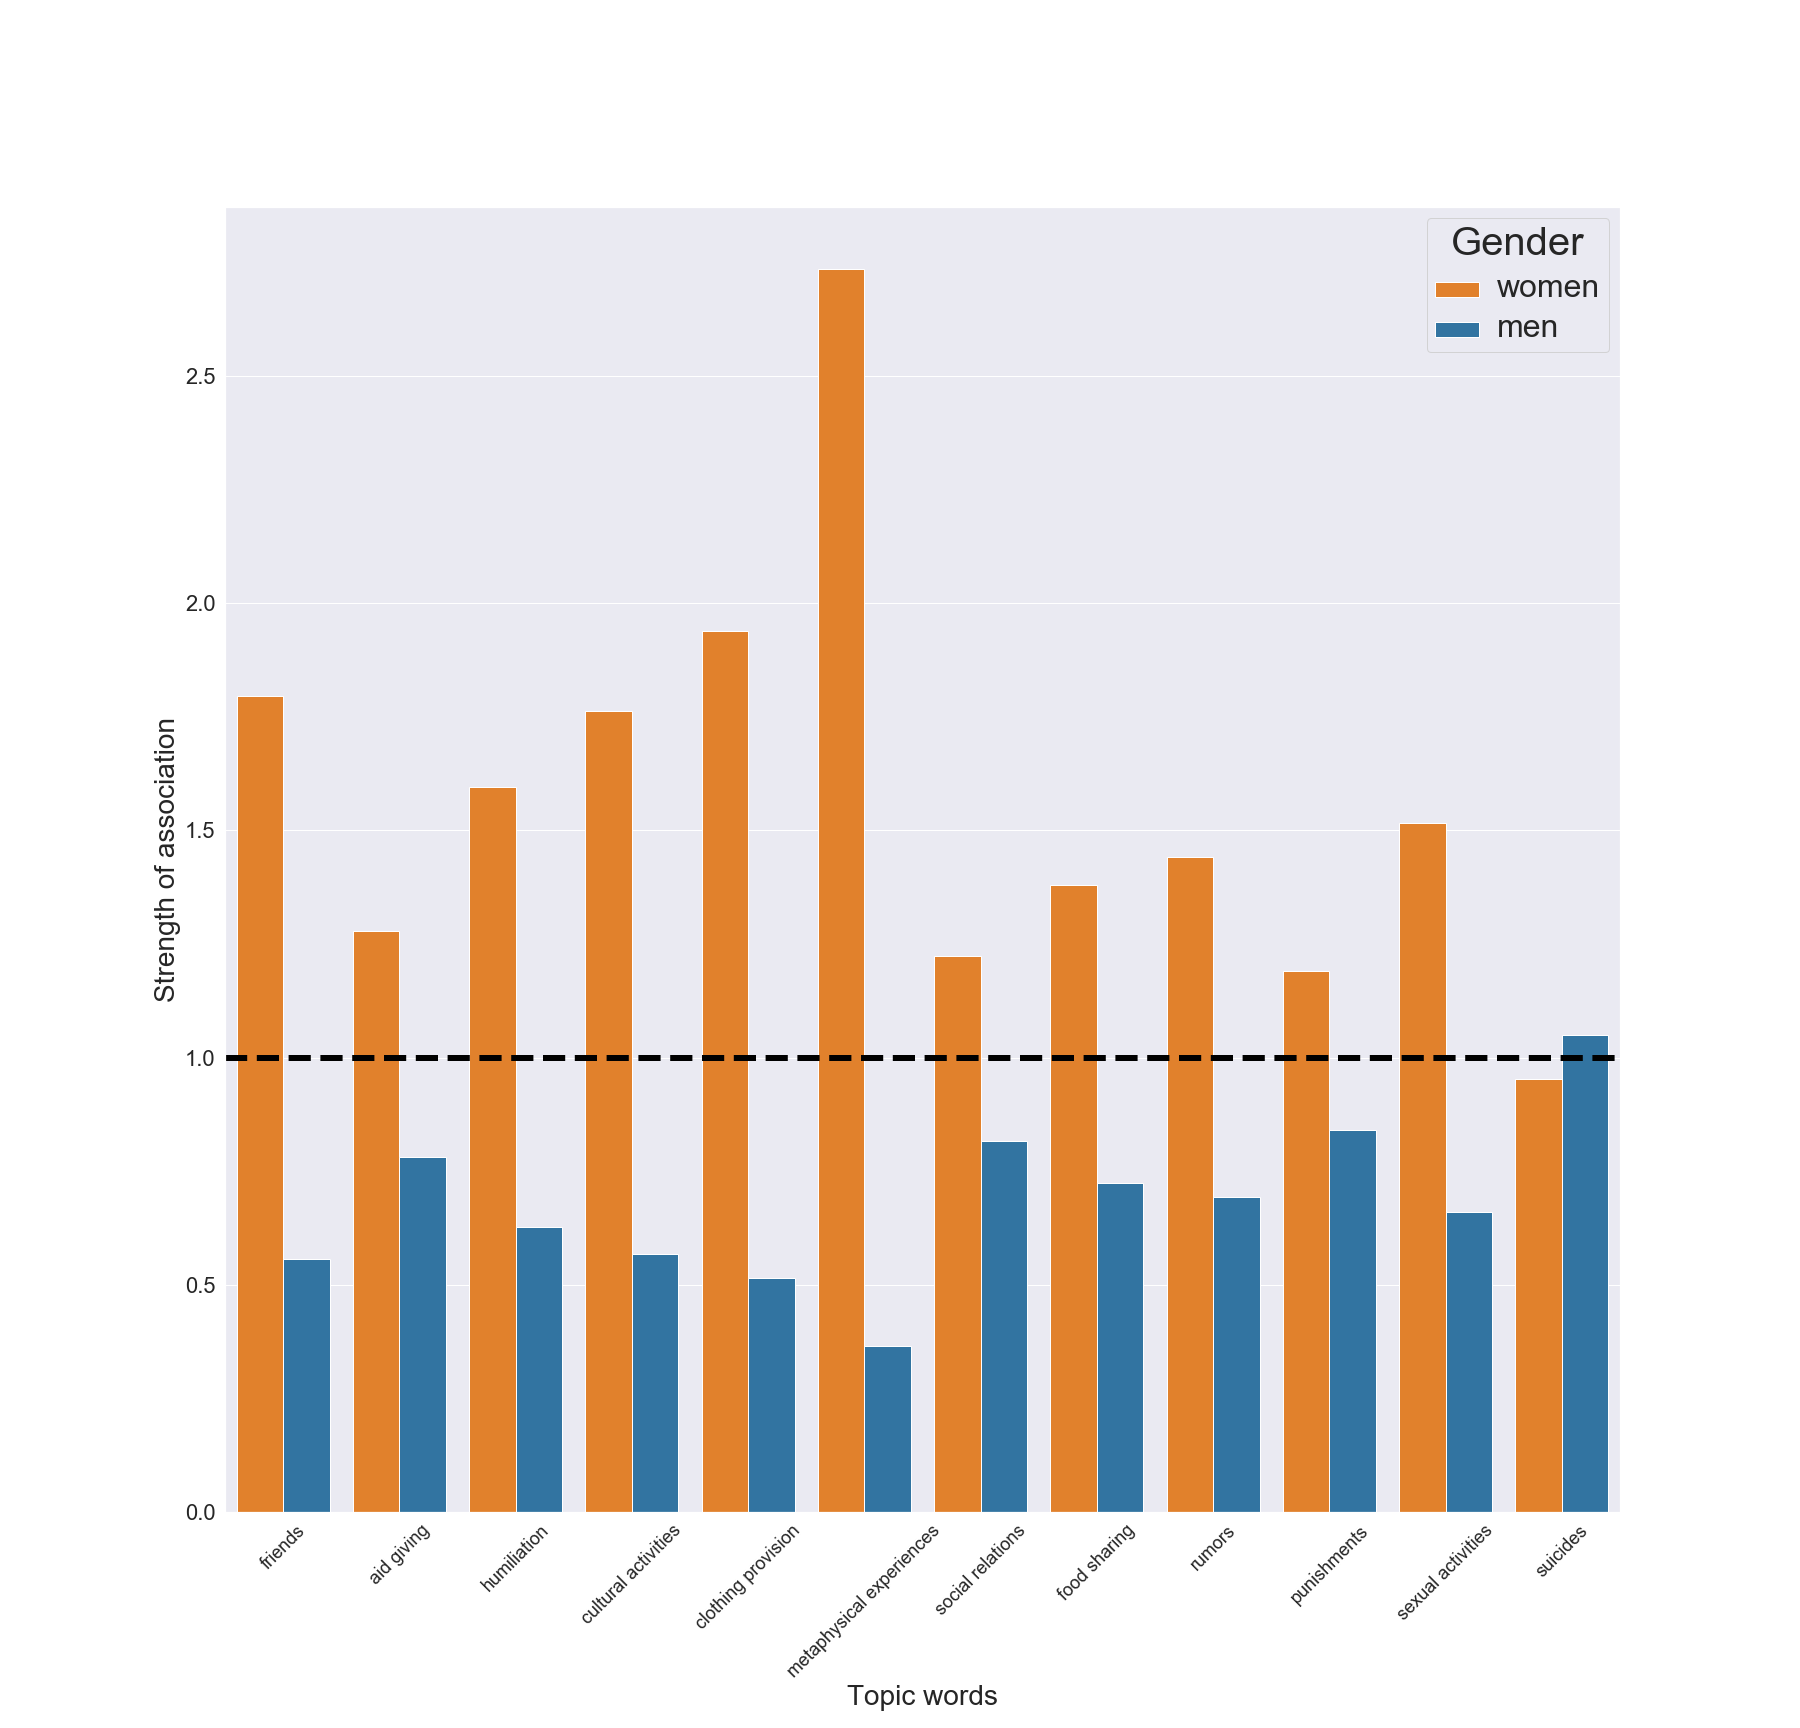 Gender
women
men
Strength of association
2.5
2.0
1.5
1.0
0.5
0.0
friends
aid giving
humiliation
cultural activities
clothing provision
metaphysical experiences
social relations
food sharing
rumors
punishments
sexual activities
suicides
Topic words